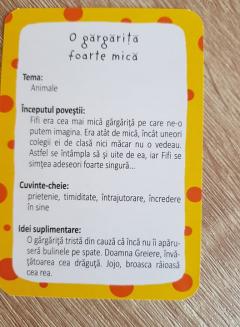 O gărgăriță
foarte mică
Tema:
Animale
Începutul poveștii:
Fifi era cea mai mică gărgăriță pe care ne-o
putem imagina. Era atât de mică, încât uneori
colegii ei de clasă nici măcar nu o vedeau.
Astfel se întâmpla să și uite de ea, iar Fifi se
simțea adeseori foarte singură...
Cuvinte-cheie:
prietenie, timiditate, întrajutorare, încredere
în sine
Idei suplimentare:
O gărgăriță tristă din cauză că încă nu îi apăru-
seră bulinele pe spate. Doamna Greiere, învă-
țătoarea cea drăguță. Jojo, broasca râioasă
cea rea.